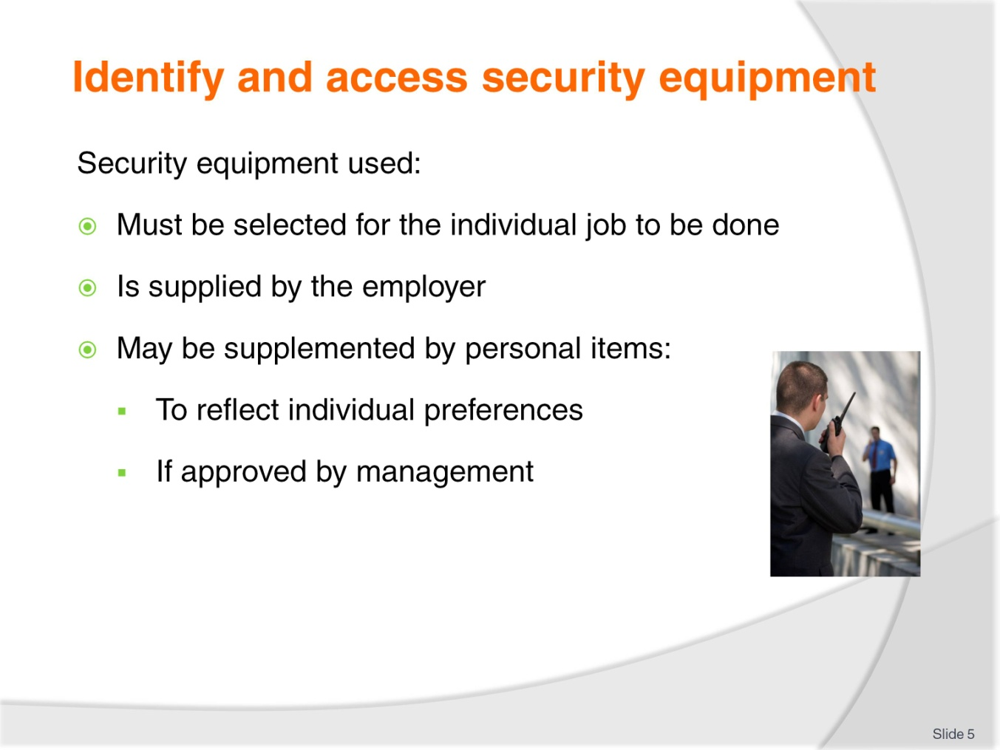 Identify and access security equipment
Security equipment used:
Must be selected for the individual job to be done
Is supplied by the employer
May be supplemented by personal items:
To reflect individual preferences
If approved by management
Slide 5